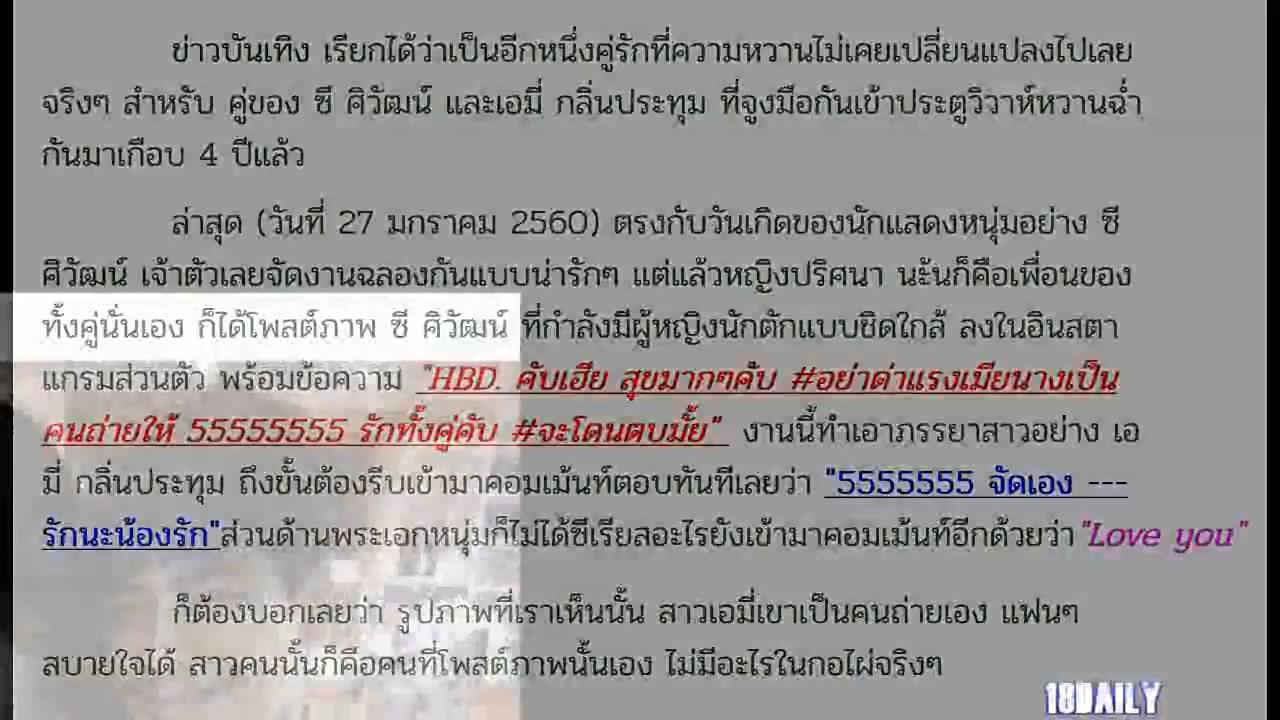 ข่าวบันเทิง เรียกได้ว่าเป็นอีกหนึ่งคู่รักที่ความหวานไม่เคยเปลี่ยนแปลงไปเลย
จริงๆ สำหรับ คู่ของ ซี ศิวัฒน์ และเอมี่ กลิ่นประทุม ที่จูงมือกันเข้าประตูวิวาห์หวานฉ่ำ
กันมาเกือบ 4 ปีแล้ว
ล่าสุด (วันที่ 27 มกราคม 2560) ตรงกับวันเกิดของนักแสดงหนุ่มอย่าง ซี
ศิวัฒน์ เจ้าตัวเลยจัดงานฉลองกันแบบน่ารักๆ แต่แล้วหญิงปริศนา นะ้นก็คือเพื่อนของ
ทั้งคู่นั่นเอง ก็ได้โพสต์ภาพ ซี ศิวัฒน์ ที่กำลังมีผู้หญิงนั่งตักแบบชิดใกล้ ลงในอินสตา
แกรมส่วนตัว พร้อมข้อความ "HBD. คับเฮีย สุขมากๆคับ #อย่าด่าแรงเมียนางเป็น
คนถ่ายให้ 55555555 รักทั้งคู่คับ #จะโดนตบมั้ย" งานนี้ทำเอาภรรยาสาวอย่าง เอ
มี่ กลิ่นประทุม ถึงขั้นต้องรีบเข้ามาคอมเม้นท์ตอบทันทีเลยว่า "5555555 จัดเอง ---
รักนะน้องรัก"ส่วนด้านพระเอกหนุ่มก็ไม่ได้ซีเรียสอะไรยังเข้ามาคอมเม้นท์อีกด้วยว่า "Love you"
ก็ต้องบอกเลยว่า รูปภาพที่เราเห็นนั้น สาวเอมี่เขาเป็นคนถ่ายเอง แฟนๆ
สบายใจได้ สาวคนนั้นก็คือคนที่โพสต์ภาพนั้นเอง ไม่มีอะไรในกอไผ่จริงๆ
18DAILY